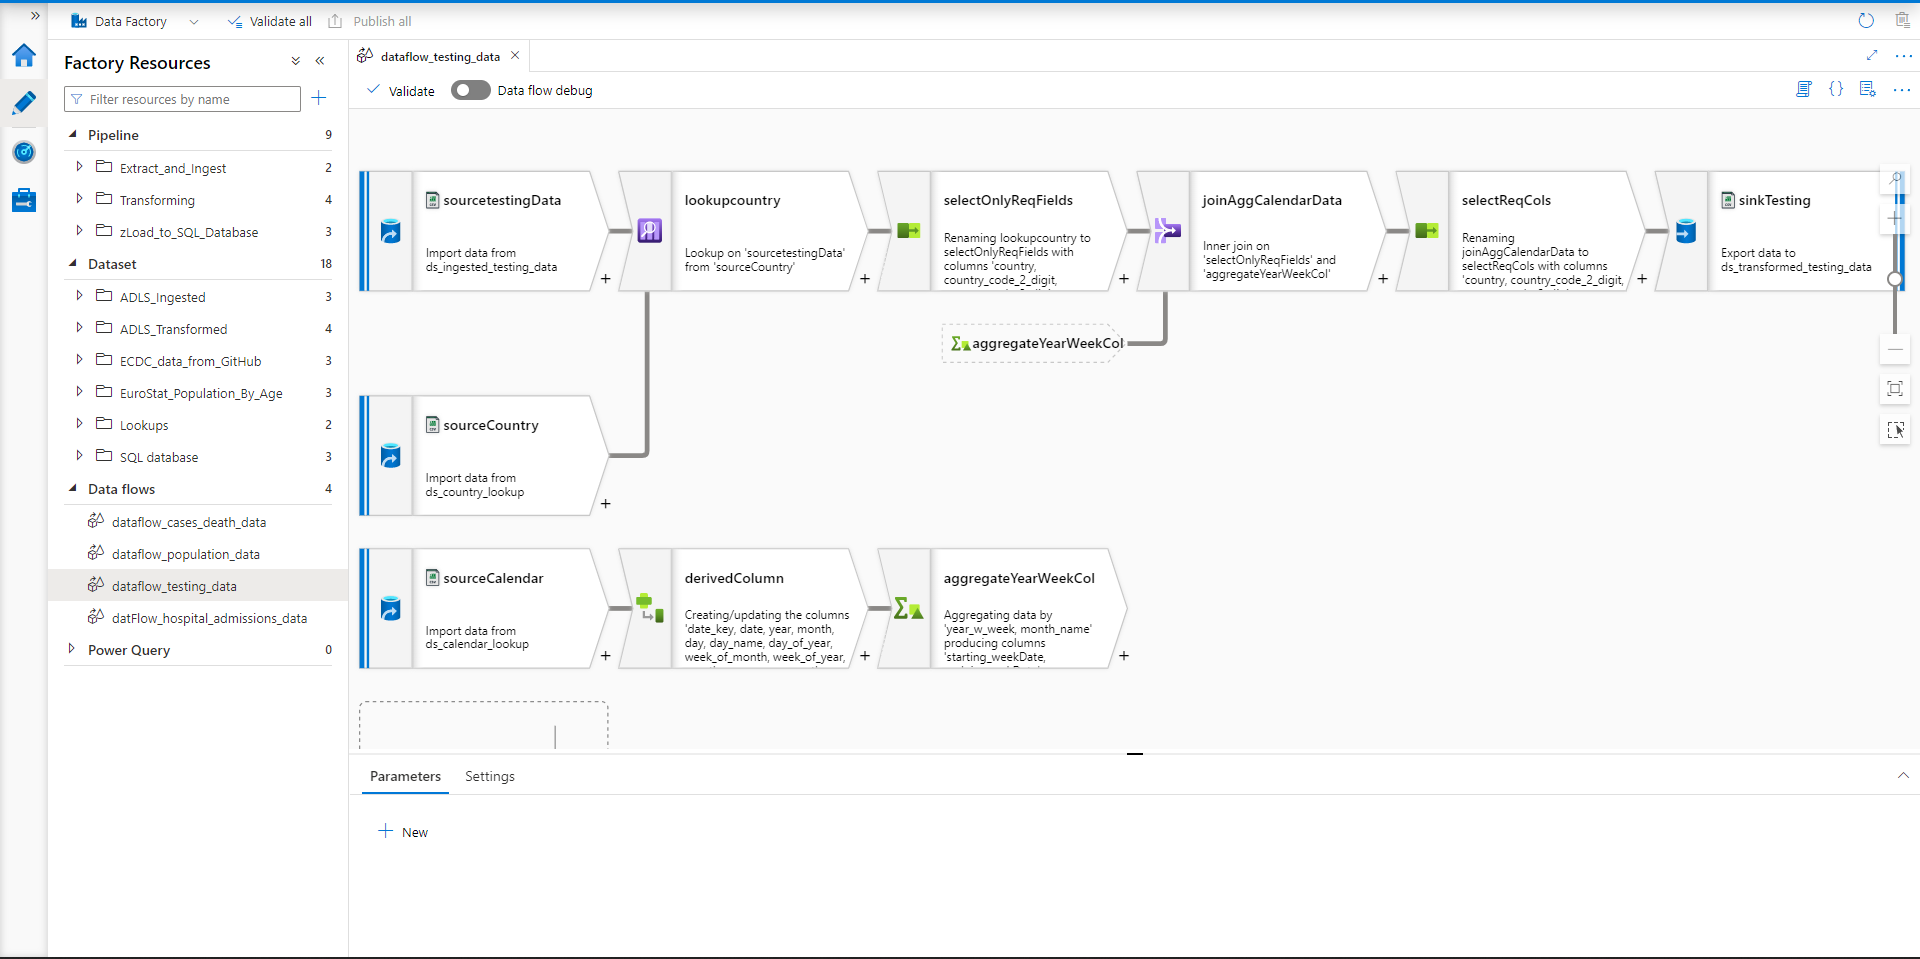 Data Factory
Validate all
Publish all
Factory Resources
Filter resources by name
Pipeline 9
Extract_and_Ingest 2
Transforming 4
zLoad_to_SQL_Database 3
Dataset 18
ADLS_Ingested 3
ADLS_Transformed 4
ECDC_data_from_GitHub 3
EuroStat_Population_By_Age 3
Lookups 2
SQL database 3
Data flows 4
dataflow_cases_death_data
dataflow_population_data
dataflow_testing_data
datFlow_hospital_admissions_data
Power Query 0
dataflow_testing_data
Validate
Data flow debug
sourcetestingData
Import data from
ds_ingested_testing_data
lookupcountry
Lookup on 'sourcetestingData'
from 'sourceCountry'
selectOnlyReqFields
Renaming lookupcountry to
selectOnlyReqFields with
columns 'country,
country_code_2_digit,
joinAggCalendarData
Inner join on
'selectOnlyReqFields' and
'aggregateYearWeekCol'
selectReqCols
Renaming
joinAggCalendarData to
selectReqCols with columns
'country, country_code_2_digit,
sinkTesting
Export data to
ds_transformed_testing_data
aggregateYearWeekCol
sourceCountry
Import data from
ds_country_lookup
sourceCalendar
Import data from
ds_calendar_lookup
derivedColumn
Creating/updating the columns
'date_key, date, year, month,
day, day_name, day_of_year,
week_of_month, week_of_year,
aggregateYearWeekCol
Aggregating data by
'year_w_week, month_name'
producing columns
'starting_weekDate,
Parameters
Settings
New